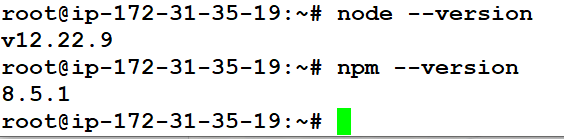 root@ip-172-31-35-19:~# node --version
v12.22.9
root@ip-172-31-35-19:~# npm --version
8.5.1
root@ip-172-31-35-19:~#